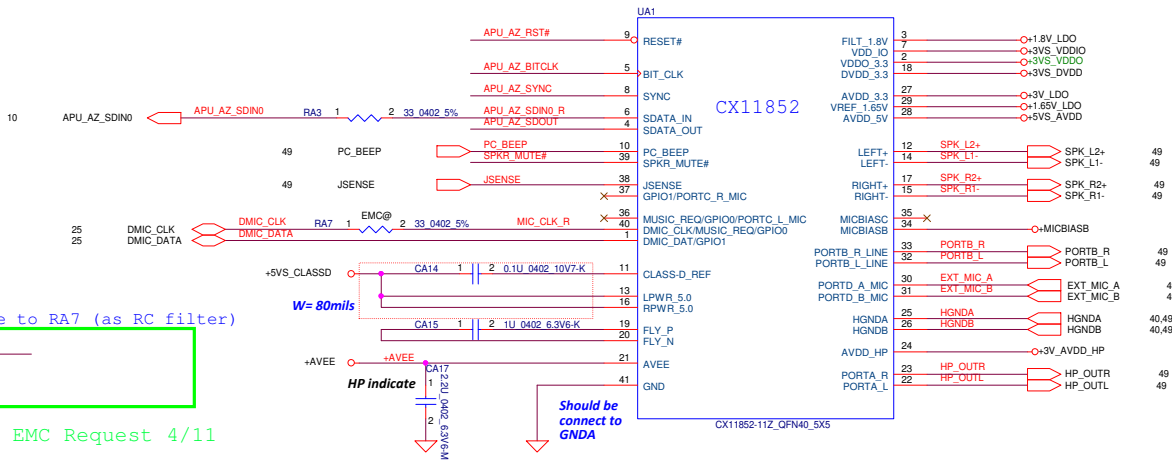 UA1
CX11852
APU_AZ_RST# 9 RESET#
APU_AZ_BITCLK 5 BIT_CLK
APU_AZ_SYNC 8 SYNC
10 APU_AZ_SDIN0 APU_AZ_SDIN0 RA3 1 2 33_0402_5% APU_AZ_SDIN0_R 6 SDATA_IN
APU_AZ_SDOUT 4 SDATA_OUT
49 PC_BEEP PC_BEEP 10 PC_BEEP
SPKR_MUTE# 39 SPKR_MUTE#
49 JSENSE JSENSE 38 JSENSE
37 GPIO1/PORTC_R_MIC
36 MUSIC_REQ/GPIO0/PORTC_L_MIC
EMC@
25 DMIC_CLK DMIC_CLK RA7 1 2 33_0402_5% MIC_CLK_R 40 DMIC_CLK/MUSIC_REQ/GPIO0
25 DMIC_DATA DMIC_DATA 1 DMIC_DAT/GPIO1
+5VS_CLASSD CA14 1 2 0.1U_0402_10V7-K 11 CLASS-D_REF
W= 80mils
13 LPWR_5.0
16 RPWR_5.0
CA15 1 2 1U_0402_6.3V6-K 19 FLY_P
20 FLY_N
+AVEE +AVEE 21 AVEE
HP indicate
CA17
1
2
2.2U_0402_6.3V6-M
41 GND
Should be
connect to
GNDA
FILT_1.8V 3 +1.8V_LDO
VDD_IO 7 +3VS_VDDIO
VDDO_3.3 2 +3VS_VDDO
DVDD_3.3 18 +3VS_DVDD
AVDD_3.3 27 +3V_LDO
VREF_1.65V 29 +1.65V_LDO
AVDD_5V 28 +5VS_AVDD
LEFT+ 12 SPK_L2+ SPK_L2+ 49
LEFT- 14 SPK_L1- SPK_L1- 49
RIGHT+ 17 SPK_R2+ SPK_R2+ 49
RIGHT- 15 SPK_R1- SPK_R1- 49
MICBIASC 35
MICBIASB 34 +MICBIASB
PORTB_R_LINE 33 PORTB_R PORTB_R 49
PORTB_L_LINE 32 PORTB_L PORTB_L 49
PORTD_A_MIC 30 EXT_MIC_A EXT_MIC_A 4
PORTD_B_MIC 31 EXT_MIC_B EXT_MIC_B 4
HGNDA 25 HGNDA HGNDA 40,49
HGNDB 26 HGNDB HGNDB 40,49
AVDD_HP 24 +3V_AVDD_HP
PORTA_R 23 HP_OUTR HP_OUTR 49
PORTA_L 22 HP_OUTL HP_OUTL 49
CX11852-11Z_QFN40_5X5
e to RA7 (as RC filter)
EMC Request 4/11